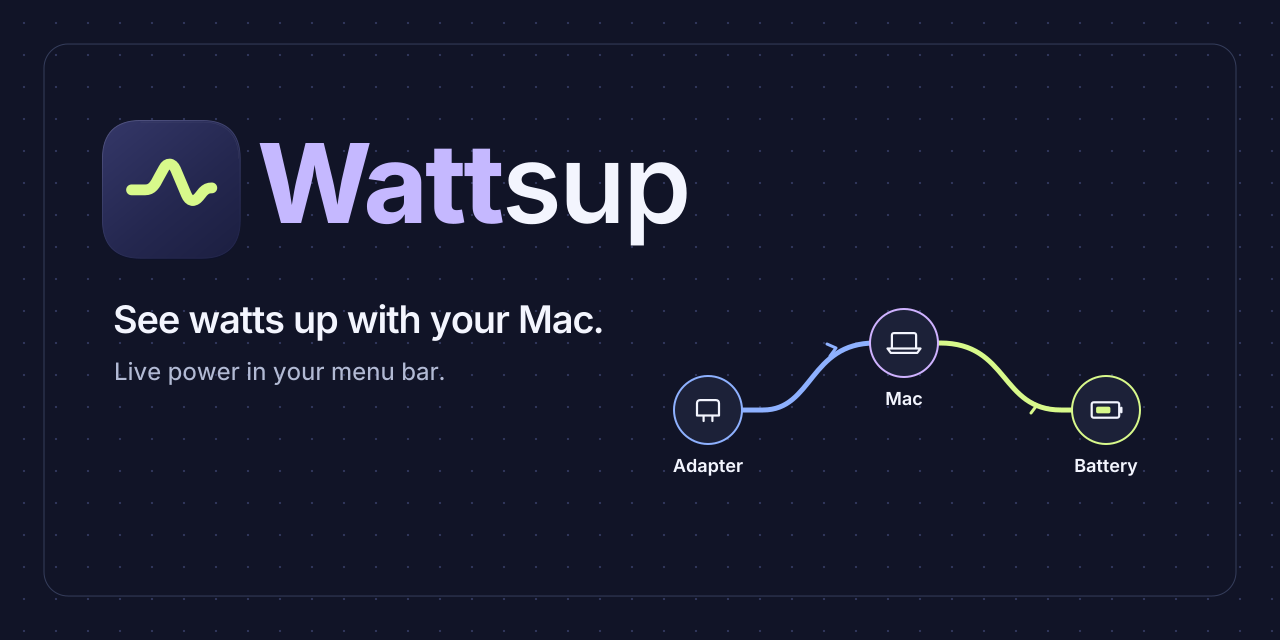 Wattsup
See watts up with your Mac.
Live power in your menu bar.
Mac
Adapter
Battery